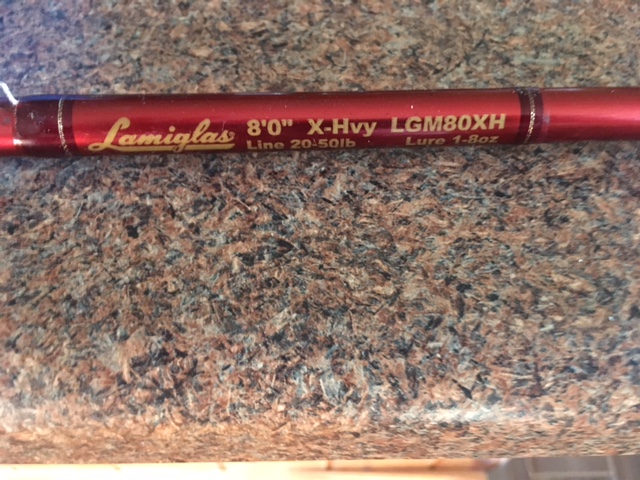 Lamiglas 8'0" X-Hvy LGM80XH
Line 20-50lb Lure 1-8oz